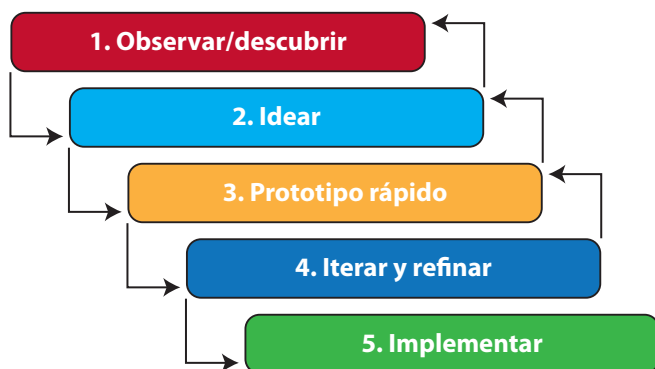 1. Observar/descubrir
2. Idear
3. Prototipo rápido
4. Iterar y refinar
5. Implementar